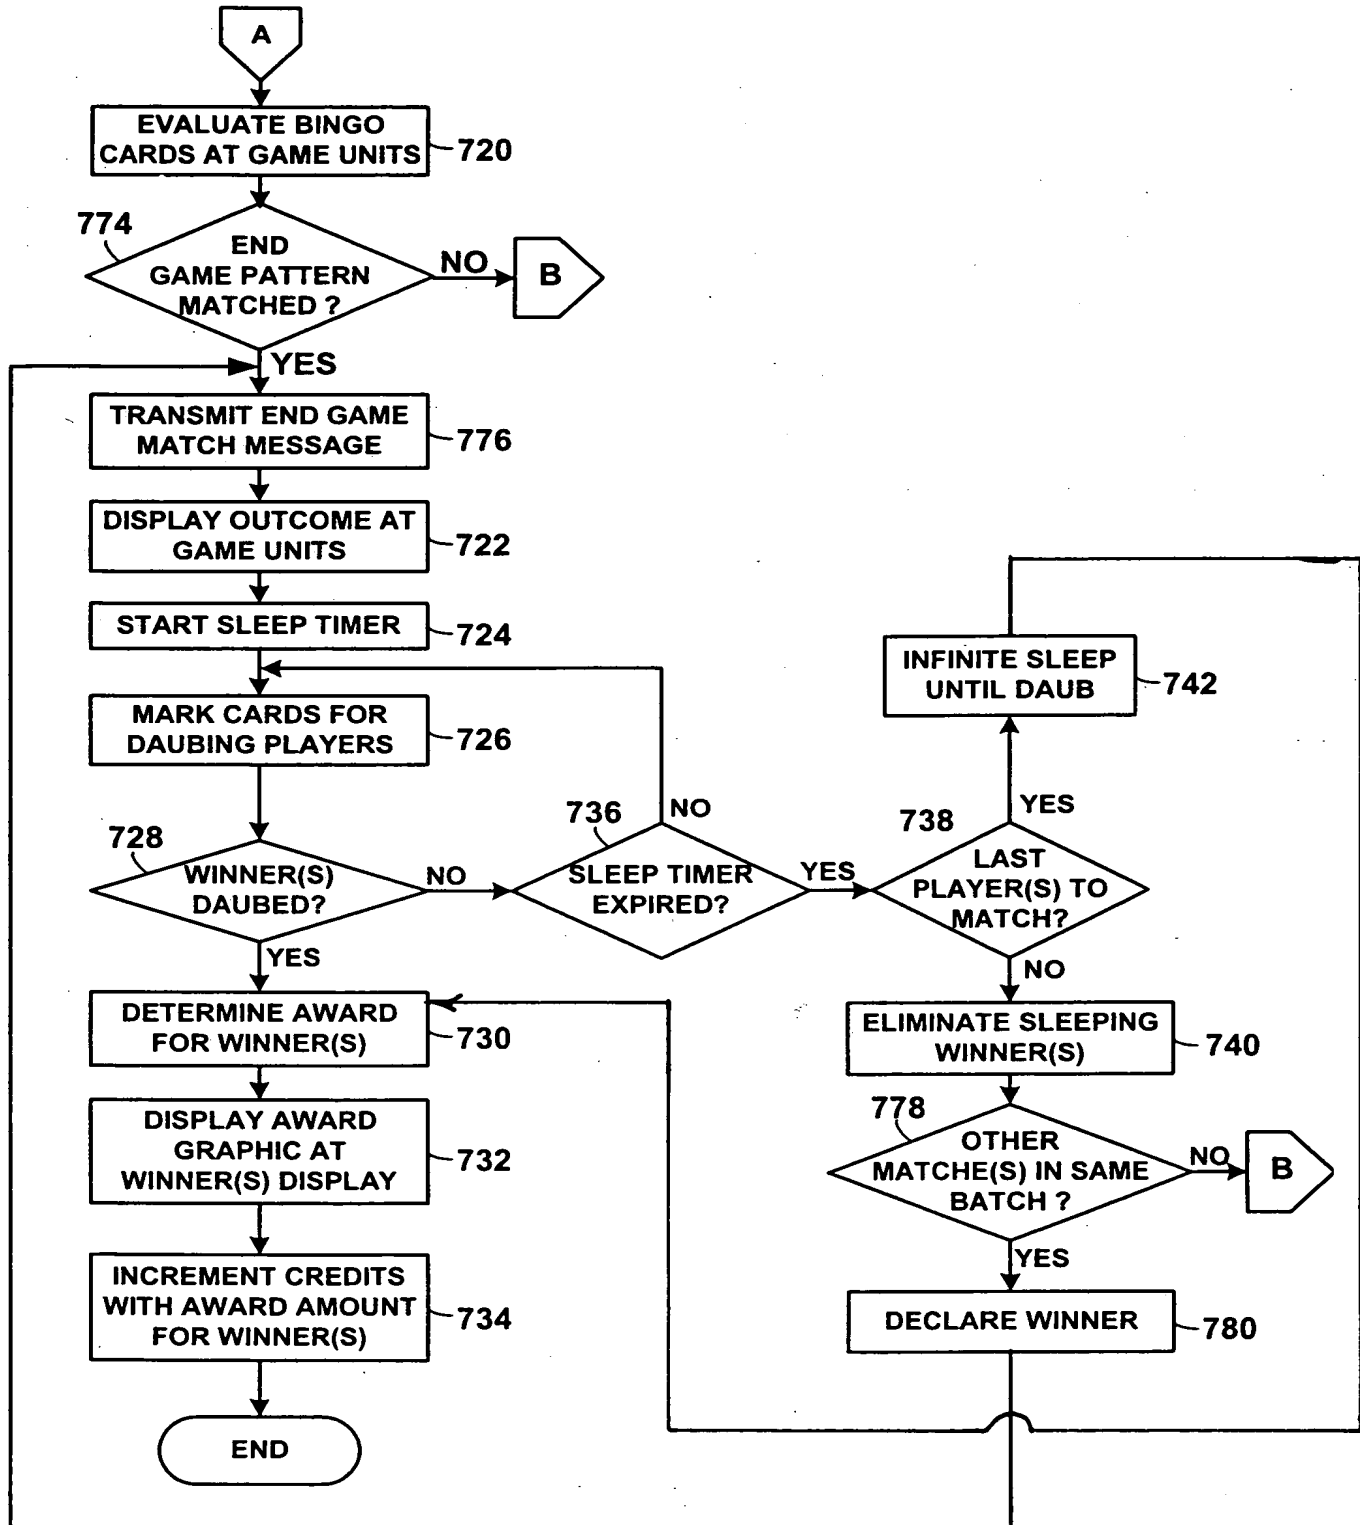 A
EVALUATE BINGO
CARDS AT GAME UNITS
720
774
END
GAME PATTERN
MATCHED ?
NO
B
YES
TRANSMIT END GAME
MATCH MESSAGE
776
DISPLAY OUTCOME AT
GAME UNITS
722
START SLEEP TIMER
724
MARK CARDS FOR
DAUBING PLAYERS
726
728
WINNER(S)
DAUBED?
NO
YES
736
SLEEP TIMER
EXPIRED?
NO
YES
738
LAST
PLAYER(S) TO
MATCH?
YES
INFINITE SLEEP
UNTIL DAUB
742
NO
DETERMINE AWARD
FOR WINNER(S)
730
ELIMINATE SLEEPING
WINNER(S)
740
DISPLAY AWARD
GRAPHIC AT
WINNER(S) DISPLAY
732
778
OTHER
MATCHE(S) IN SAME
BATCH ?
NO
B
YES
INCREMENT CREDITS
WITH AWARD AMOUNT
FOR WINNER(S)
734
DECLARE WINNER
780
END